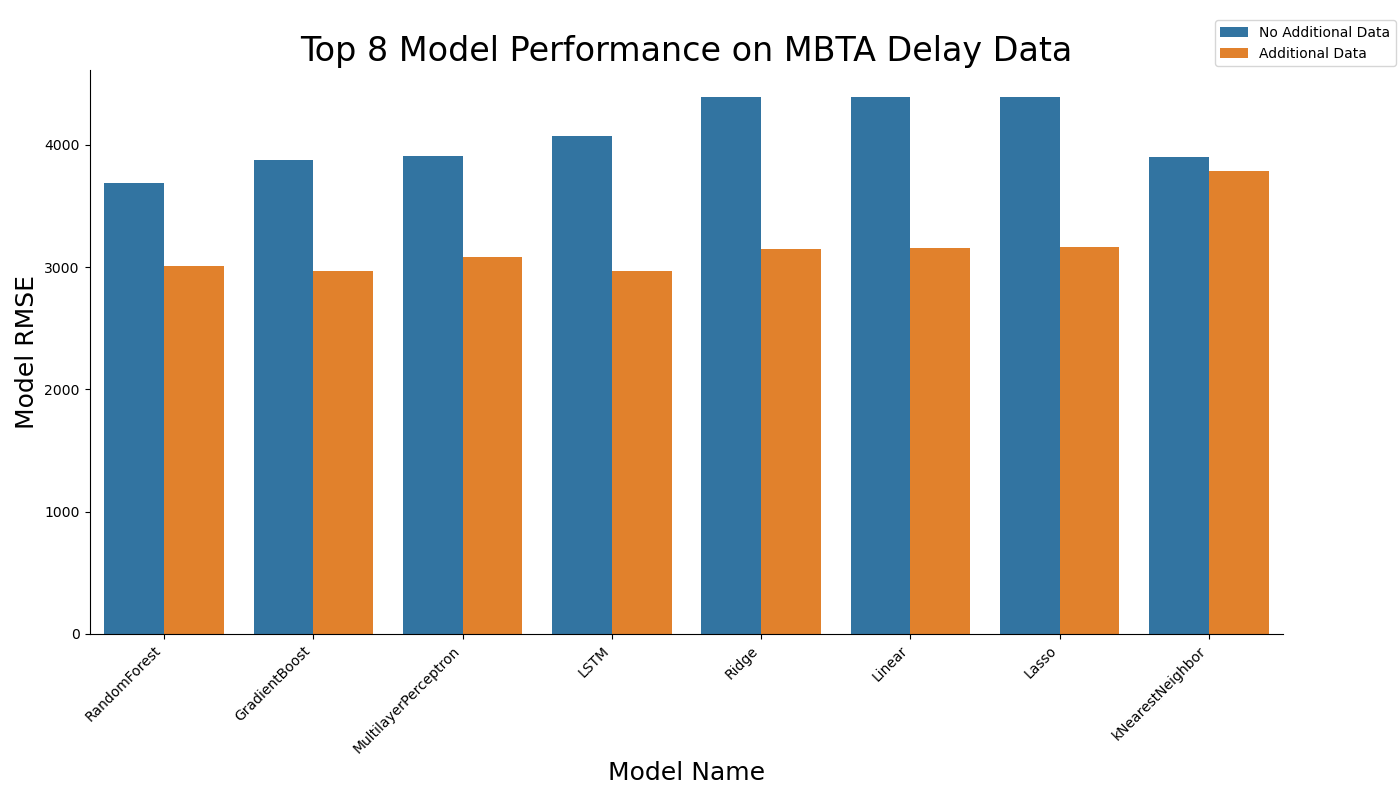 Top 8 Model Performance on MBTA Delay Data
No Additional Data
Additional Data
Model RMSE
4000
3000
2000
1000
0
RandomForest
GradientBoost
MultilayerPerceptron
LSTM
Ridge
Linear
Lasso
kNearestNeighbor
Model Name